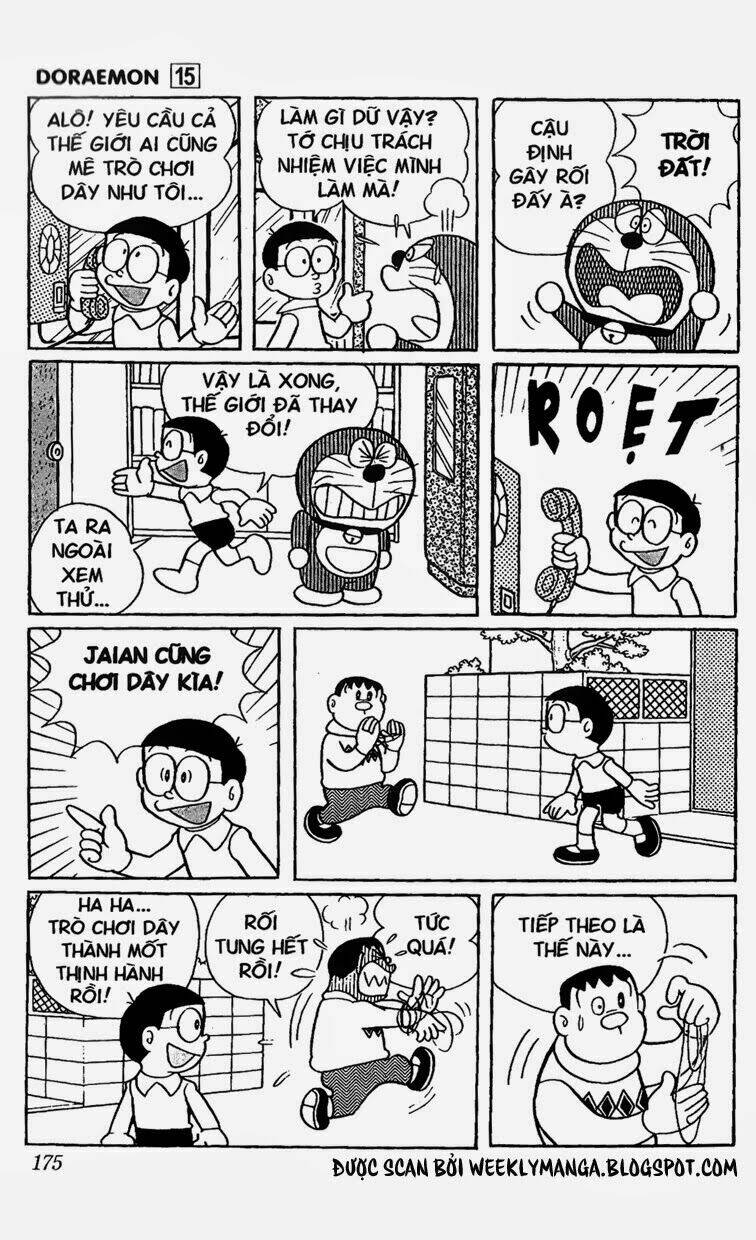 DORAEMON 15
TRỜI
ĐẤT!
CẬU
ĐỊNH
GÂY RỐI
ĐẤY À?
LÀM GÌ DỮ VẬY?
TỚ CHỊU TRÁCH
NHIỆM VIỆC MÌNH
LÀM MÀ!
ALÔ! YÊU CẦU CẢ
THẾ GIỚI AI CŨNG
MÊ TRÒ CHƠI
DÂY NHƯ TÔI...
ROẸT
VẬY LÀ XONG,
THẾ GIỚI ĐÃ THAY
ĐỔI!
TA RA
NGOÀI
XEM
THỬ...
JAIAN CŨNG
CHƠI DÂY KÌA!
TIẾP THEO LÀ
THẾ NÀY...
TỨC
QUÁ!
RỐI
TUNG HẾT
RỒI!
HA HA...
TRÒ CHƠI DÂY
THÀNH MỐT
THỊNH HÀNH
RỒI!
175
ĐƯỢC SCAN BỞI WEEKLYMANGA.BLOGSPOT.COM